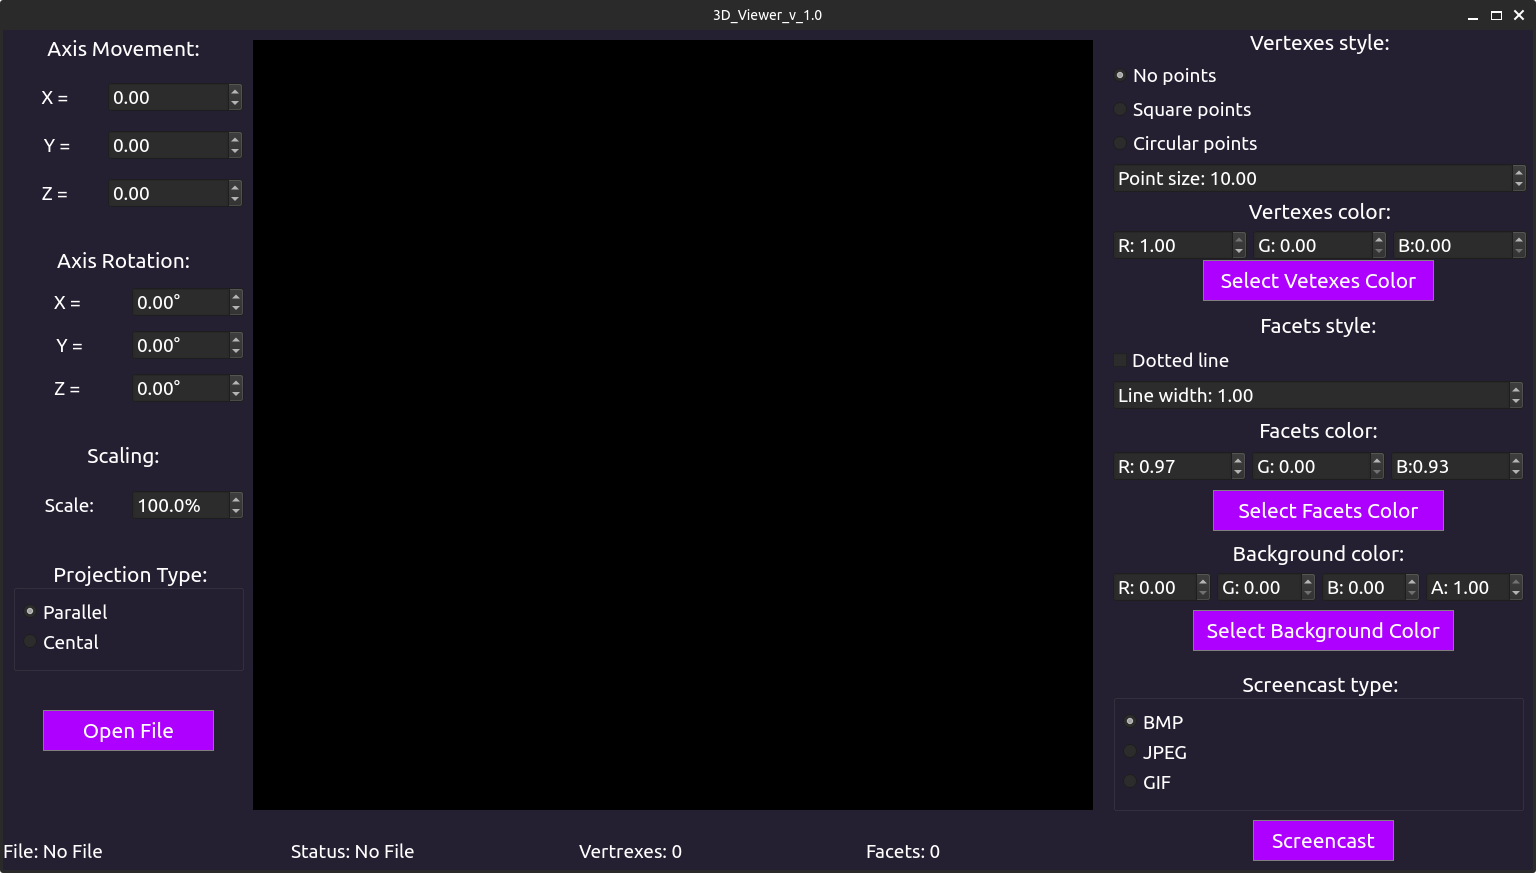 3D_Viewer_v_1.0
Axis Movement:
X = 0.00
Y = 0.00
Z = 0.00
Axis Rotation:
X = 0.00°
Y = 0.00°
Z = 0.00°
Scaling:
Scale: 100.0%
Projection Type:
Parallel
Cental
Open File
Vertexes style:
No points
Square points
Circular points
Point size: 10.00
Vertexes color:
R: 1.00 G: 0.00 B:0.00
Select Vetexes Color
Facets style:
Dotted line
Line width: 1.00
Facets color:
R: 0.97 G: 0.00 B:0.93
Select Facets Color
Background color:
R: 0.00 G: 0.00 B: 0.00 A: 1.00
Select Background Color
Screencast type:
BMP
JPEG
GIF
Screencast
File: No File Status: No File Vertrexes: 0 Facets: 0